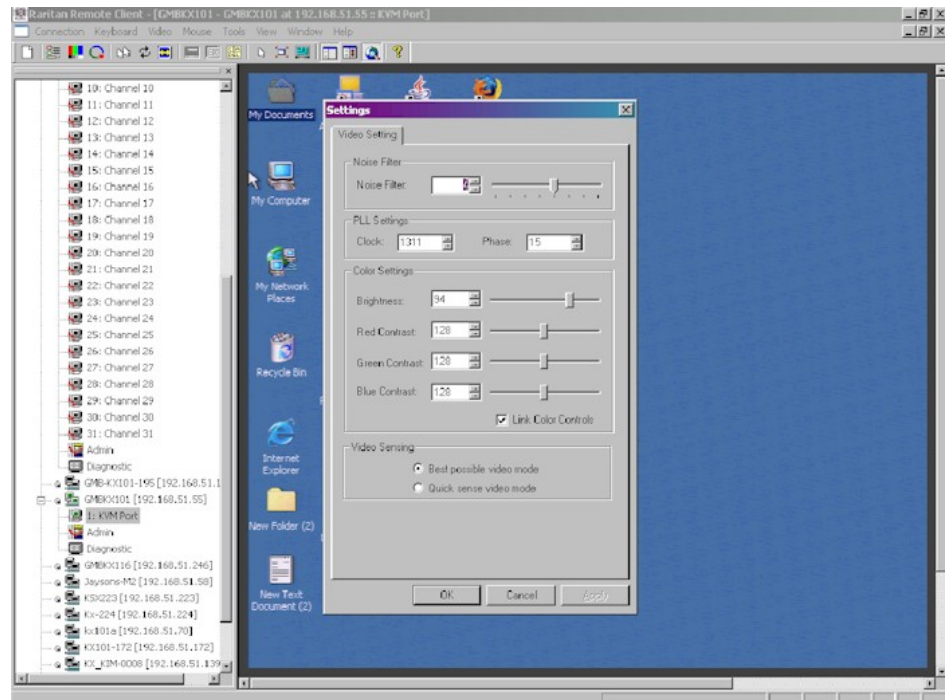 Raritan Remote Client - [GMBKX101 - GMBKX101 at 192.168.51.55 :: KVM Port]
Connection Keyboard Video Mouse Tools View Window Help
10: Channel 10
11: Channel 11
12: Channel 12
13: Channel 13
14: Channel 14
15: Channel 15
16: Channel 16
17: Channel 17
18: Channel 18
19: Channel 19
20: Channel 20
21: Channel 21
22: Channel 22
23: Channel 23
24: Channel 24
25: Channel 25
26: Channel 26
27: Channel 27
28: Channel 28
29: Channel 29
30: Channel 30
31: Channel 31
Admin
Diagnostic
GMB-KX101-195 [192.168.51.1
GMBKX101 [192.168.51.55]
1: KVM Port
Admin
Diagnostic
GMBKX116 [192.168.51.246]
Jaysons-M2 [192.168.51.58]
KSX223 [192.168.51.223]
Kx-224 [192.168.51.224]
kx101a [192.168.51.70]
KX101-172 [192.168.51.172]
KX_KIM-0008 [192.168.51.139
My Documents
My Computer
My Network
Places
Recycle Bin
Internet
Explorer
New Folder (2)
New Text
Document (2)
Settings
Video Setting
Noise Filter
Noise Filter:
PLL Settings
Clock: 1311 Phase: 15
Color Settings
Brightness: 94
Red Contrast: 128
Green Contrast: 128
Blue Contrast: 128
Link Color Controls
Video Sensing
Best possible video mode
Quick sense video mode
OK Cancel Apply